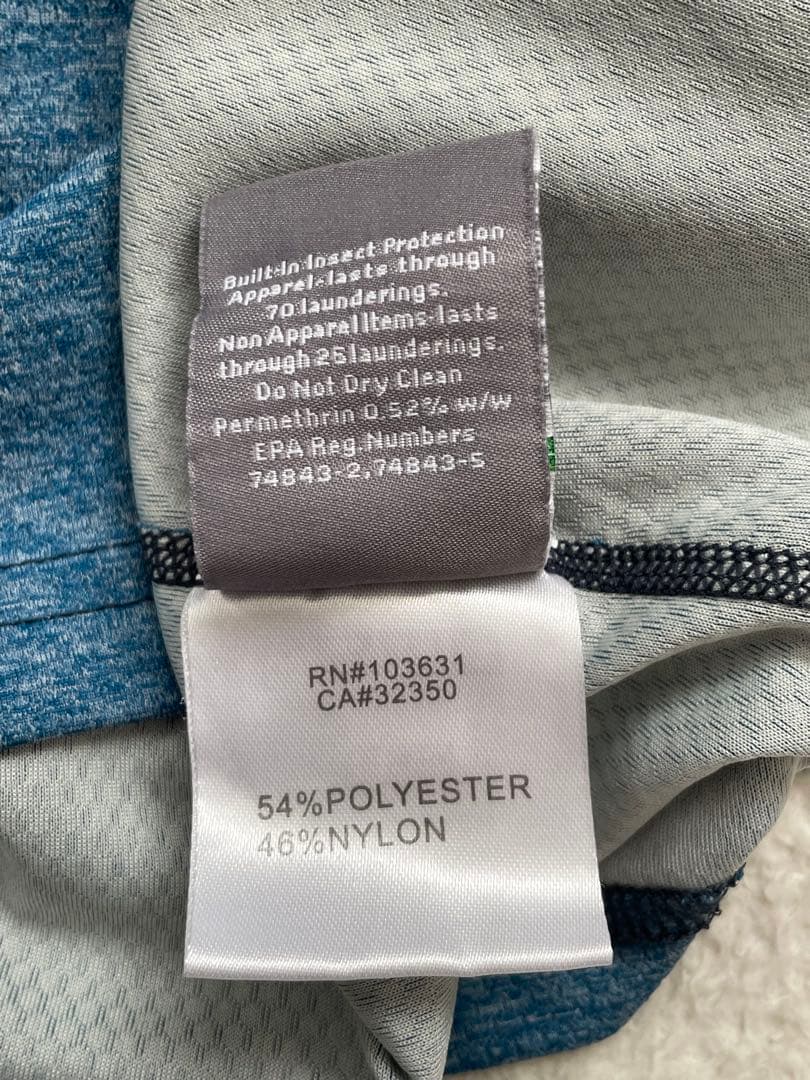 Built-In Insect Protection
Apparel-lasts through
70 launderings.
Non Apparel Items-lasts
through 25 launderings.
Do Not Dry Clean
Permethrin 0.52% w/w
EPA Reg.Numbers
74843-2,74843-5
RN#103631
CA#32350
54%POLYESTER
46%NYLON